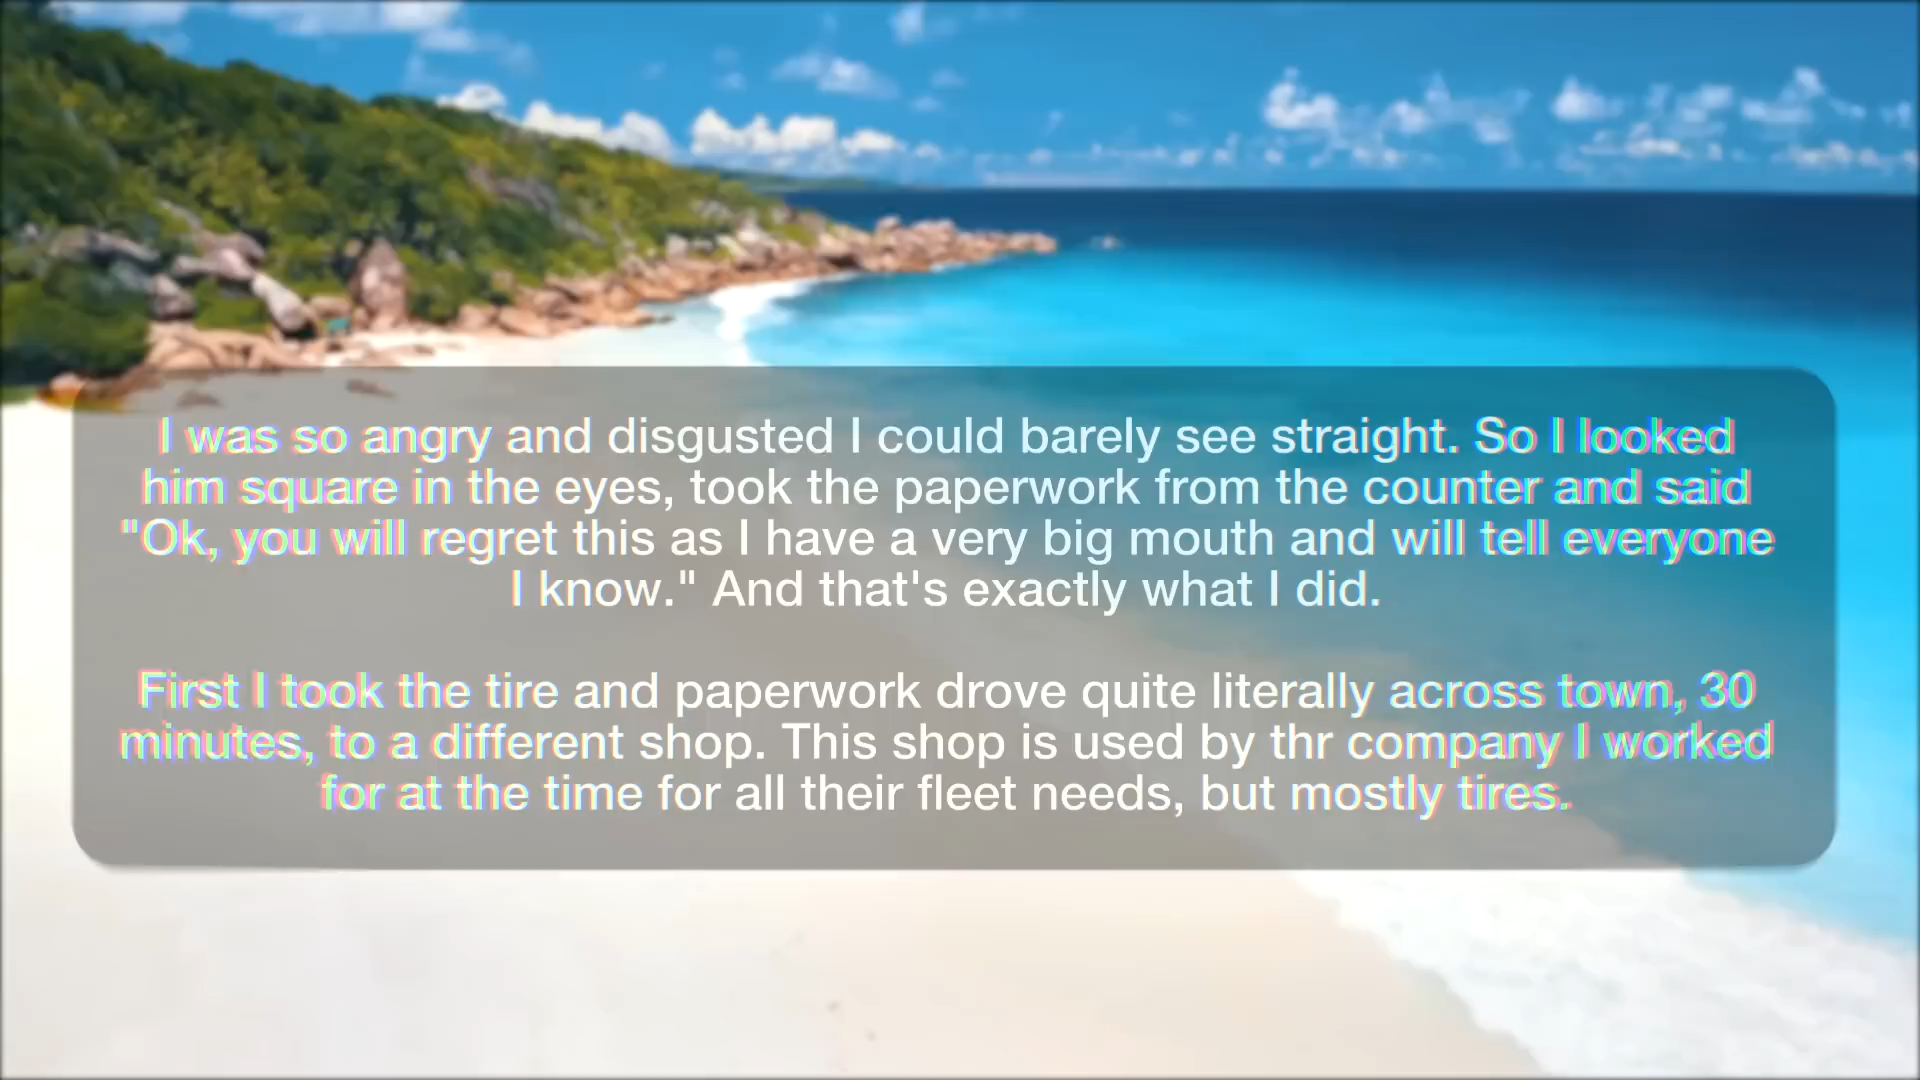 I was so angry and disgusted I could barely see straight. So I looked
him square in the eyes, took the paperwork from the counter and said
"Ok, you will regret this as I have a very big mouth and will tell everyone
I know." And that's exactly what I did.
First I took the tire and paperwork drove quite literally across town, 30
minutes, to a different shop. This shop is used by thr company I worked
for at the time for all their fleet needs, but mostly tires.